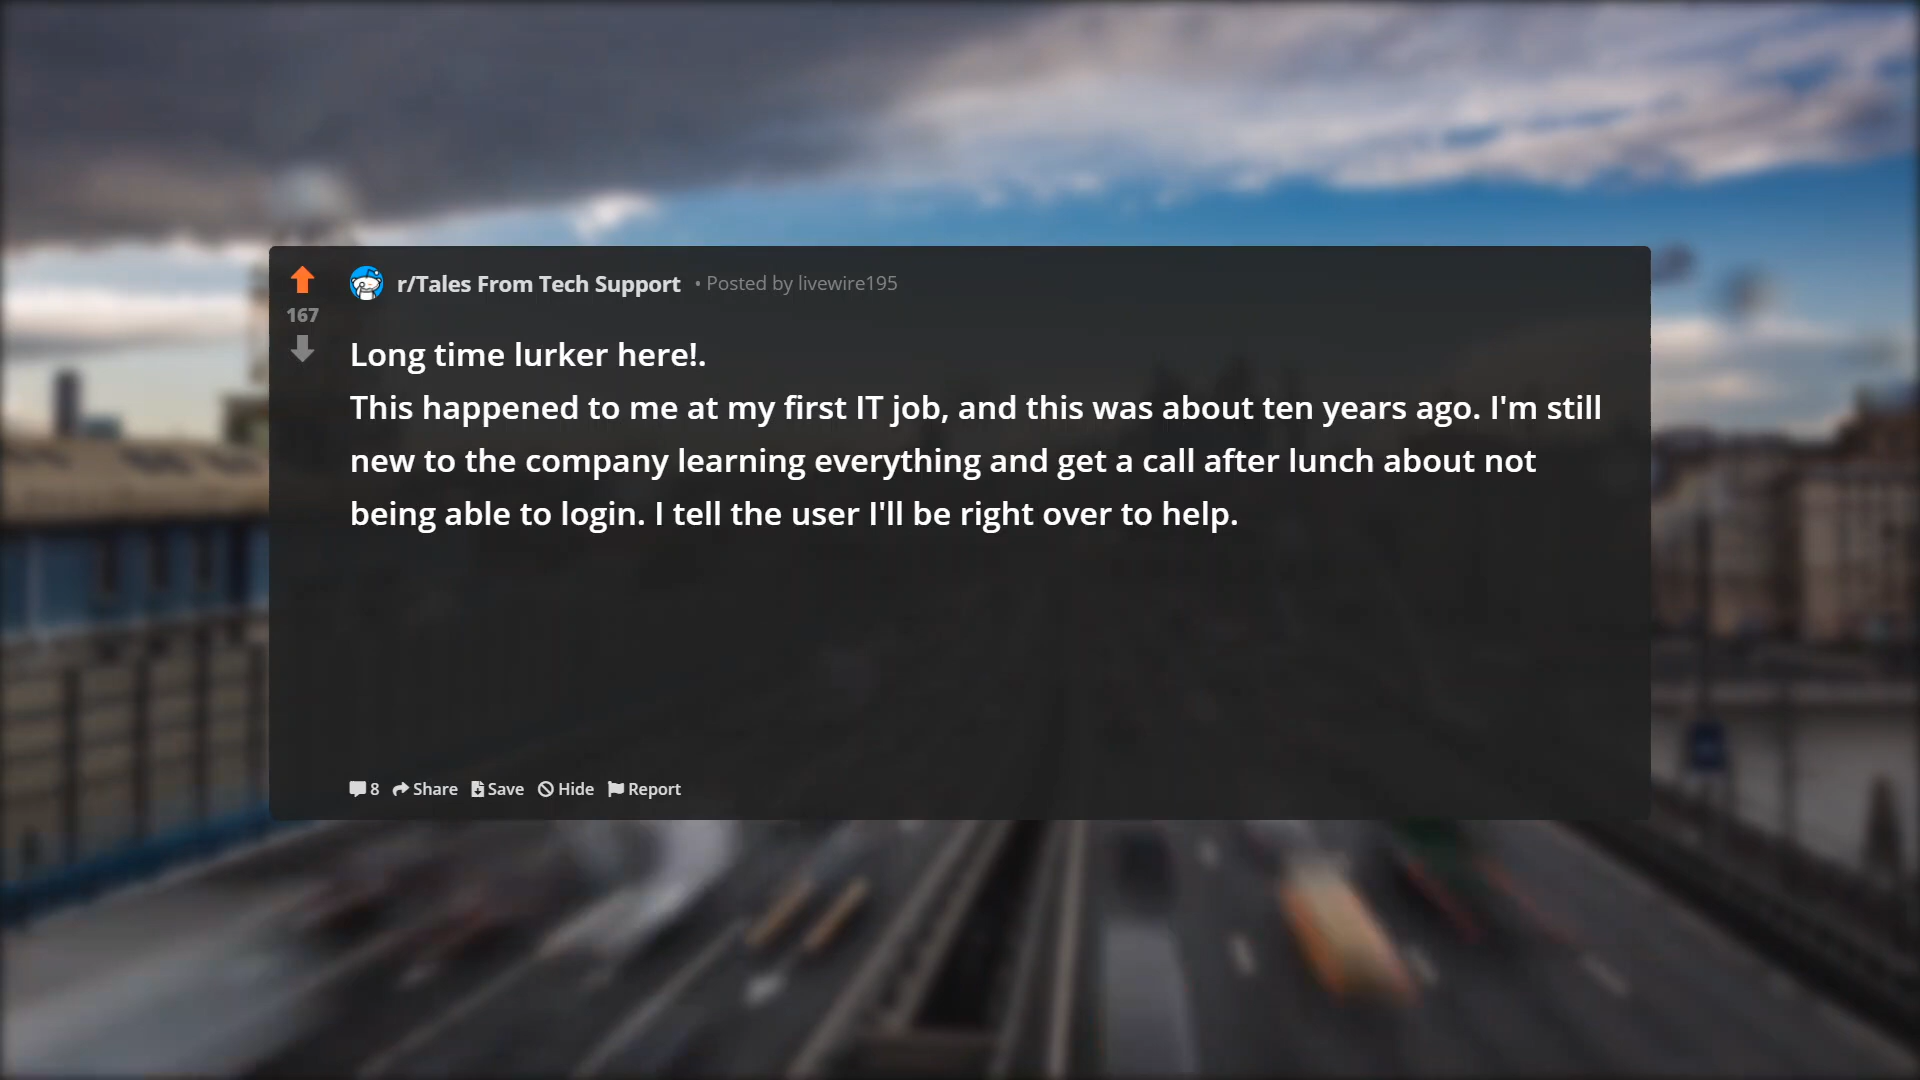 r/Tales From Tech Support • Posted by livewire195
167
Long time lurker here!.
This happened to me at my first IT job, and this was about ten years ago. I'm still
new to the company learning everything and get a call after lunch about not
being able to login. I tell the user I'll be right over to help.
8 Share Save Hide Report